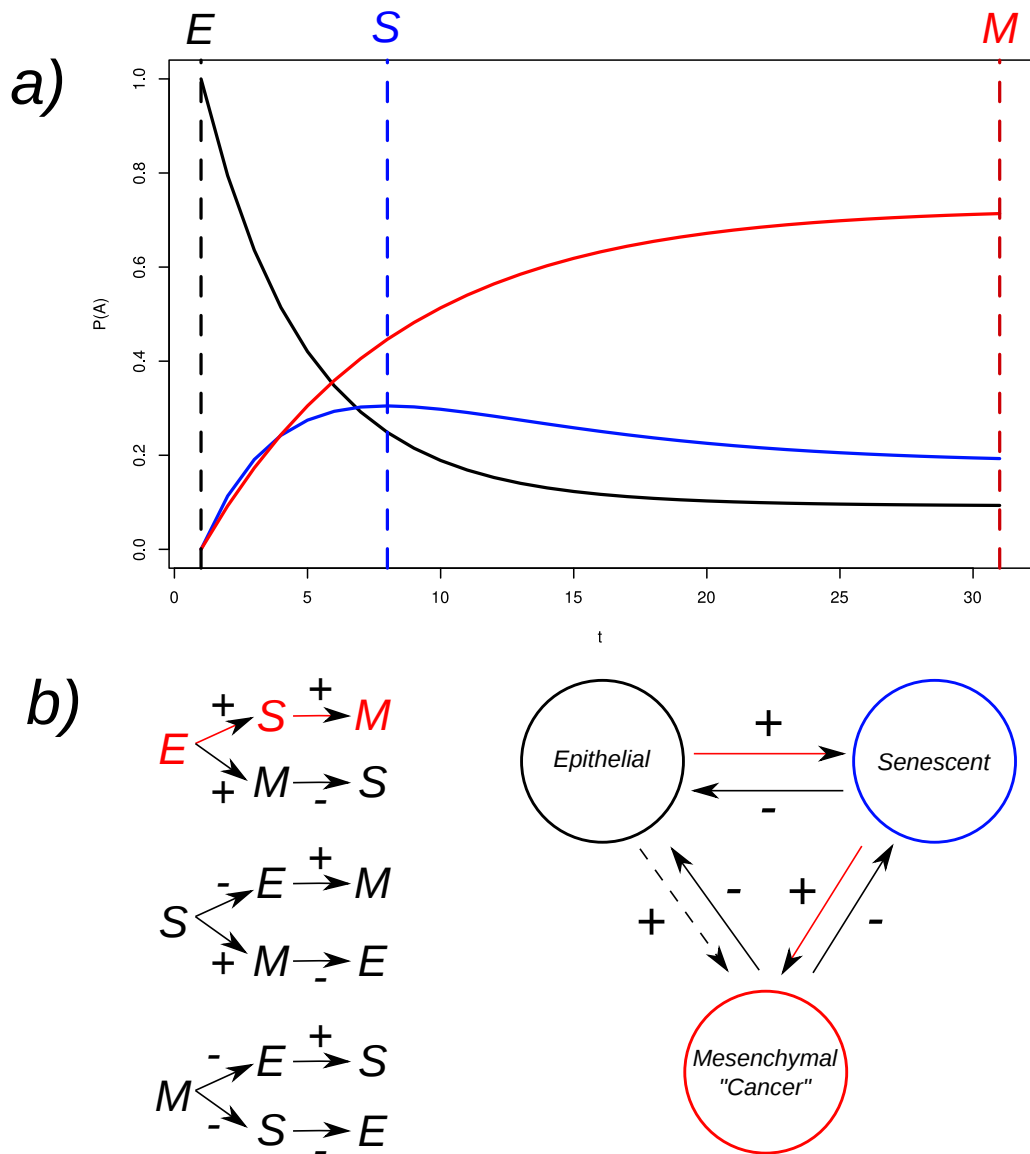 E S M
a)
1.0
0.8
0.6
0.4
0.2
0.0
P(A)
0 5 10 15 20 25 30
t
b)
+ +
E S M
+ M - S
- +
S E M
+ M - E
- +
M E S
- S - E
Epithelial
+
-
Senescent
+ - + -
Mesenchymal
"Cancer"